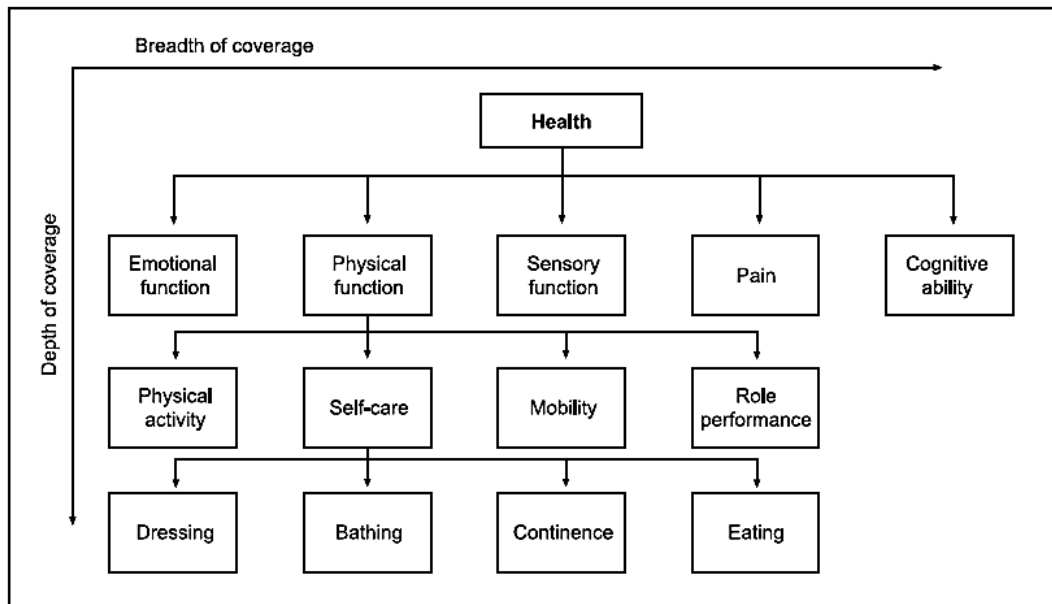 Breadth of coverage
Depth of coverage
Health
Emotional
function
Physical
function
Sensory
function
Pain
Cognitive
ability
Physical
activity
Self-care
Mobility
Role
performance
Dressing
Bathing
Continence
Eating